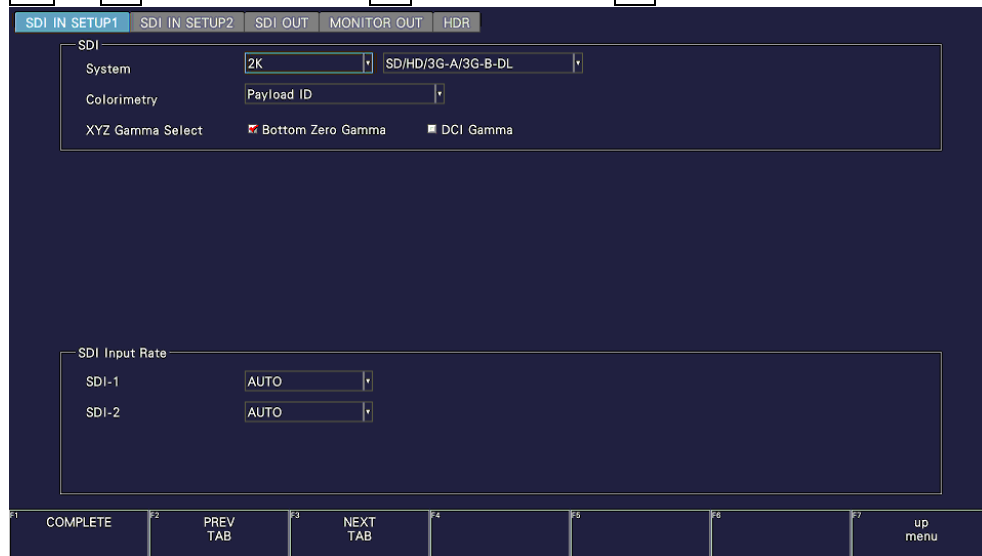 SDI IN SETUP1 SDI IN SETUP2 SDI OUT MONITOR OUT HDR
SDI
System 2K SD/HD/3G-A/3G-B-DL
Colorimetry Payload ID
XYZ Gamma Select Bottom Zero Gamma DCI Gamma
SDI Input Rate
SDI-1 AUTO
SDI-2 AUTO
F1 COMPLETE F2 PREV TAB F3 NEXT TAB F4 F5 F6 F7 up menu